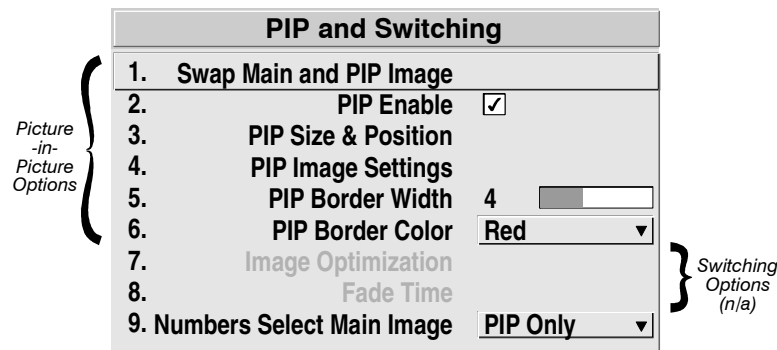 PIP and Switching
Picture
-in-
Picture
Options
1. Swap Main and PIP Image
2. PIP Enable ✓
3. PIP Size & Position
4. PIP Image Settings
5. PIP Border Width 4
6. PIP Border Color Red ▼
7. Image Optimization
8. Fade Time
9. Numbers Select Main Image PIP Only ▼
Switching
Options
(n/a)